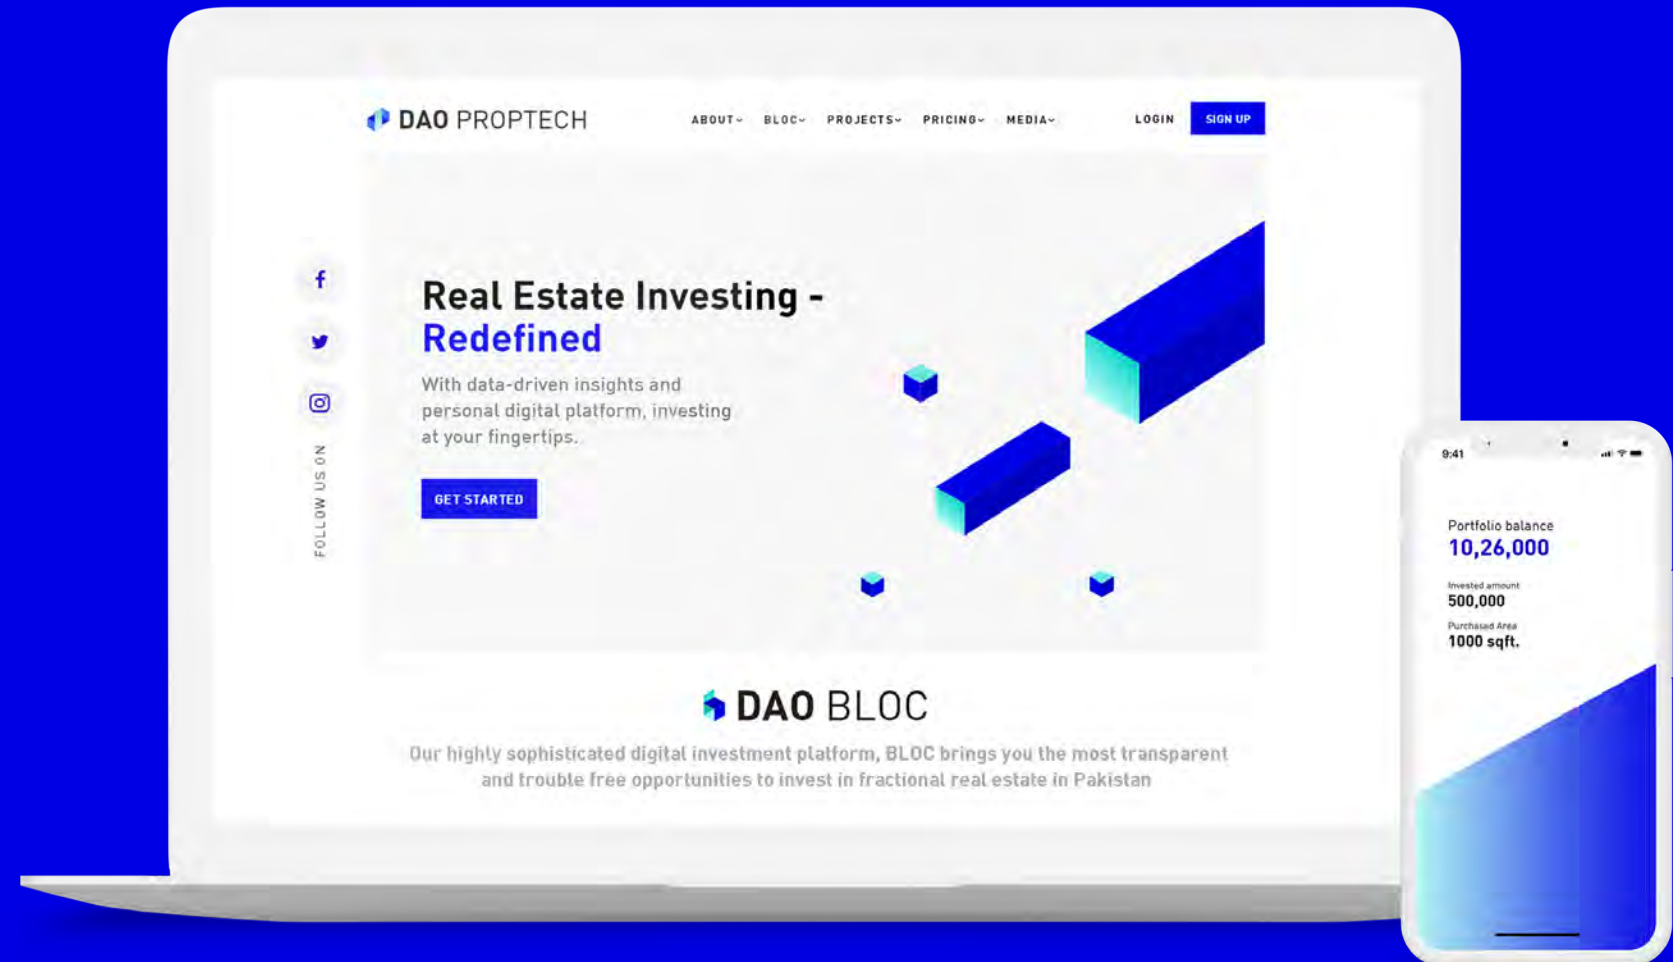 DAO PROPTECH
ABOUT BLOC PROJECTS PRICING MEDIA LOGIN SIGN UP
Real Estate Investing -
Redefined
With data-driven insights and
personal digital platform, investing
at your fingertips.
GET STARTED
FOLLOW US ON
DAO BLOC
Our highly sophisticated digital investment platform, BLOC brings you the most transparent
and trouble free opportunities to invest in fractional real estate in Pakistan
9:41
Portfolio balance
10,26,000
Invested amount
500,000
Purchased Area
1000 sqft.